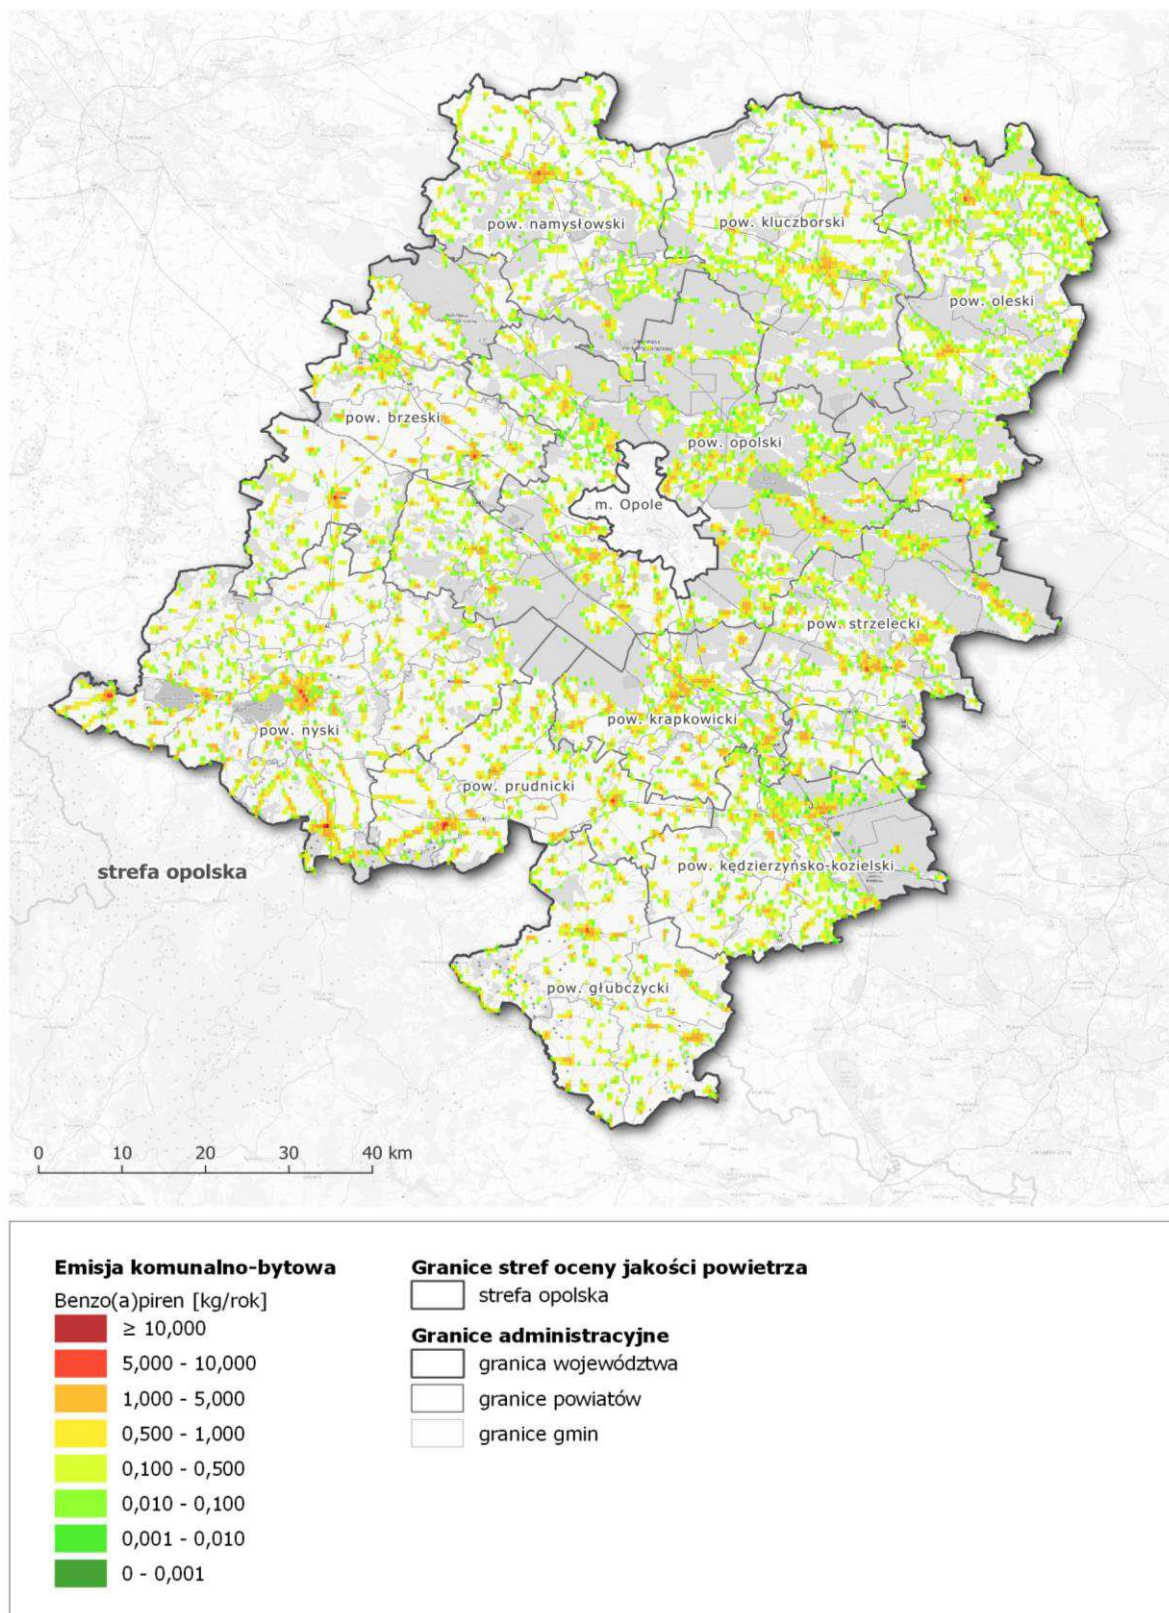 pow. namysłowski
pow. kluczborski
pow. oleski
pow. brzeski
pow. opolski
m. Opole
pow. strzelecki
pow. krapkowicki
pow. nyski
pow. prudnicki
pow. kędzierzyńsko-kozielski
strefa opolska
pow. głubczycki
0 10 20 30 40 km
Emisja komunalno-bytowa
Benzo(a)piren [kg/rok]
≥ 10,000
5,000 - 10,000
1,000 - 5,000
0,500 - 1,000
0,100 - 0,500
0,010 - 0,100
0,001 - 0,010
0 - 0,001
Granice stref oceny jakości powietrza
strefa opolska
Granice administracyjne
granica województwa
granice powiatów
granice gmin